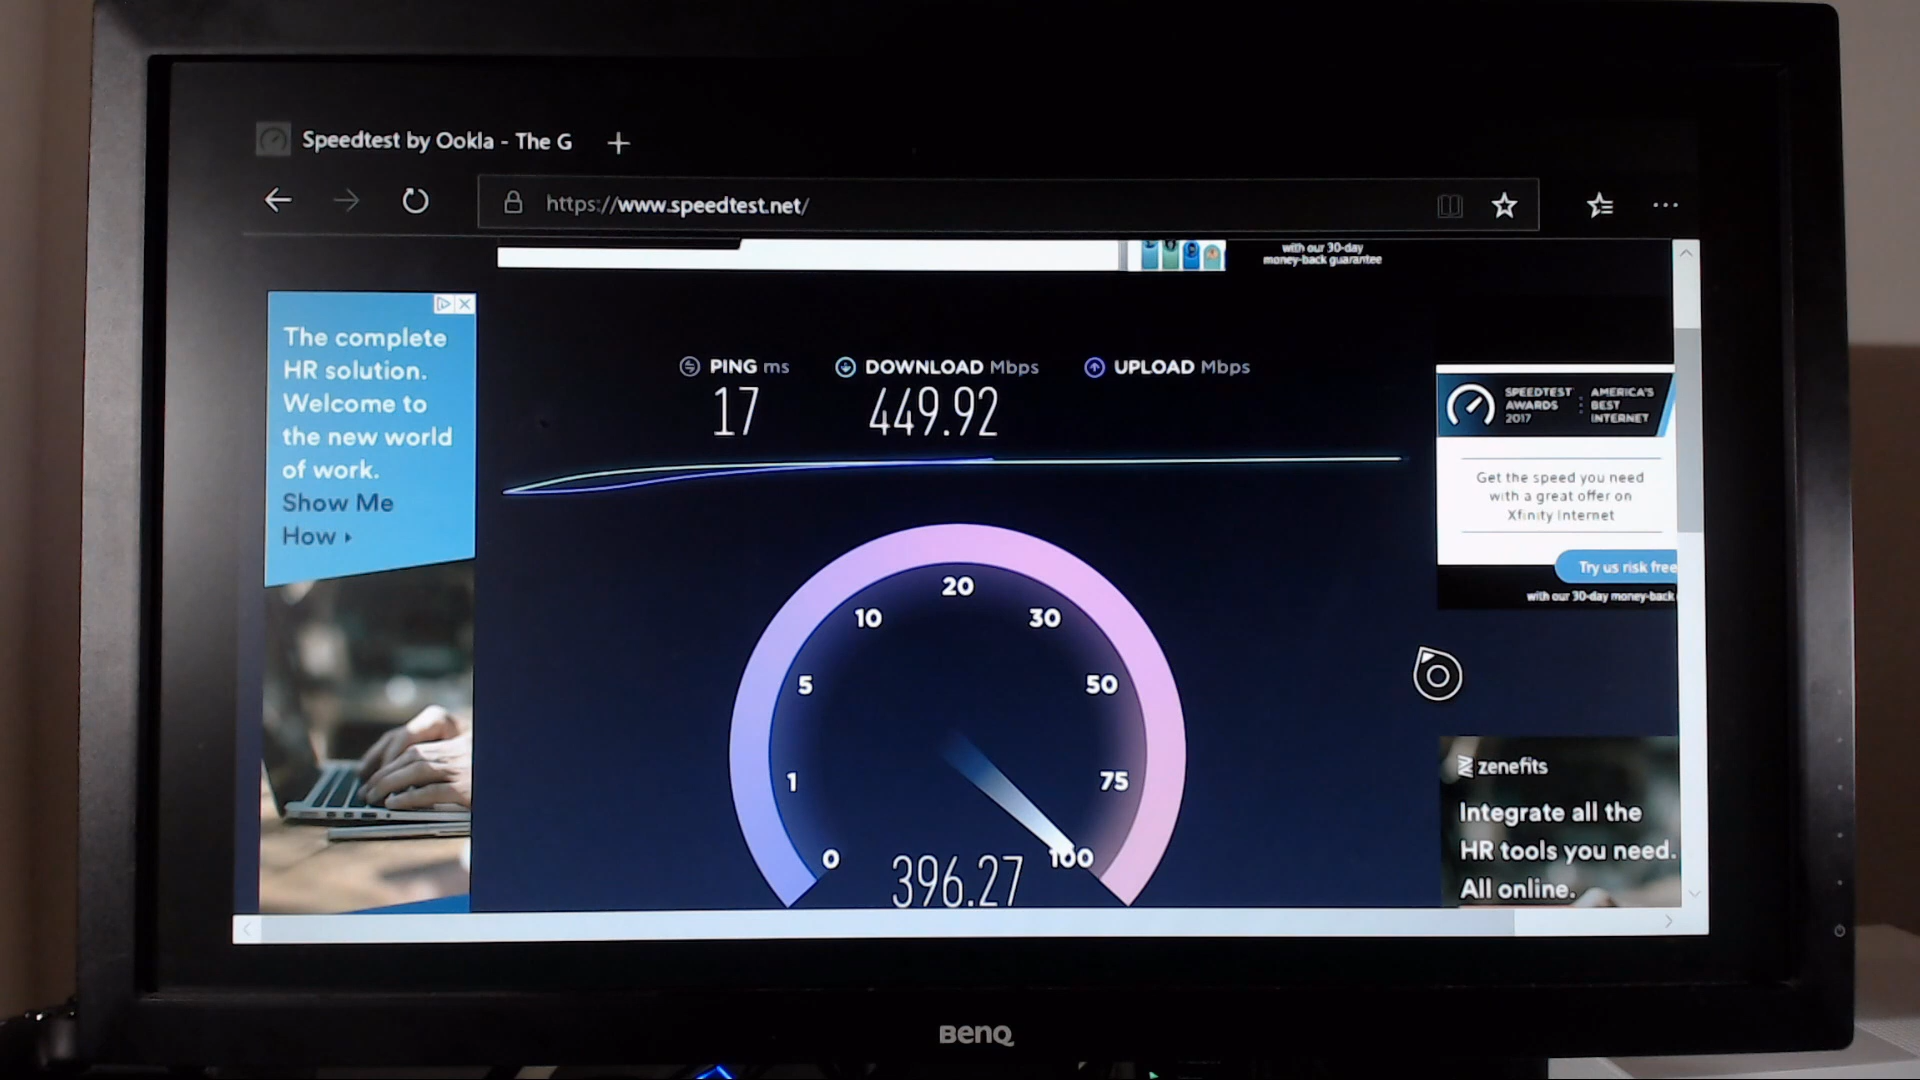 Speedtest by Ookla - The G
https://www.speedtest.net/
with our 30-day
money-back guarantee
The complete
HR solution.
Welcome to
the new world
of work.
Show Me
How
PING ms
DOWNLOAD Mbps
UPLOAD Mbps
17
449.92
SPEEDTEST
AWARDS
2017
AMERICA'S
BEST
INTERNET
Get the speed you need
with a great offer on
Xfinity Internet
Try us risk free
with our 30-day money-back
0
1
5
10
20
30
50
75
100
396.27
zenefits
Integrate all the
HR tools you need.
All online.
BenQ